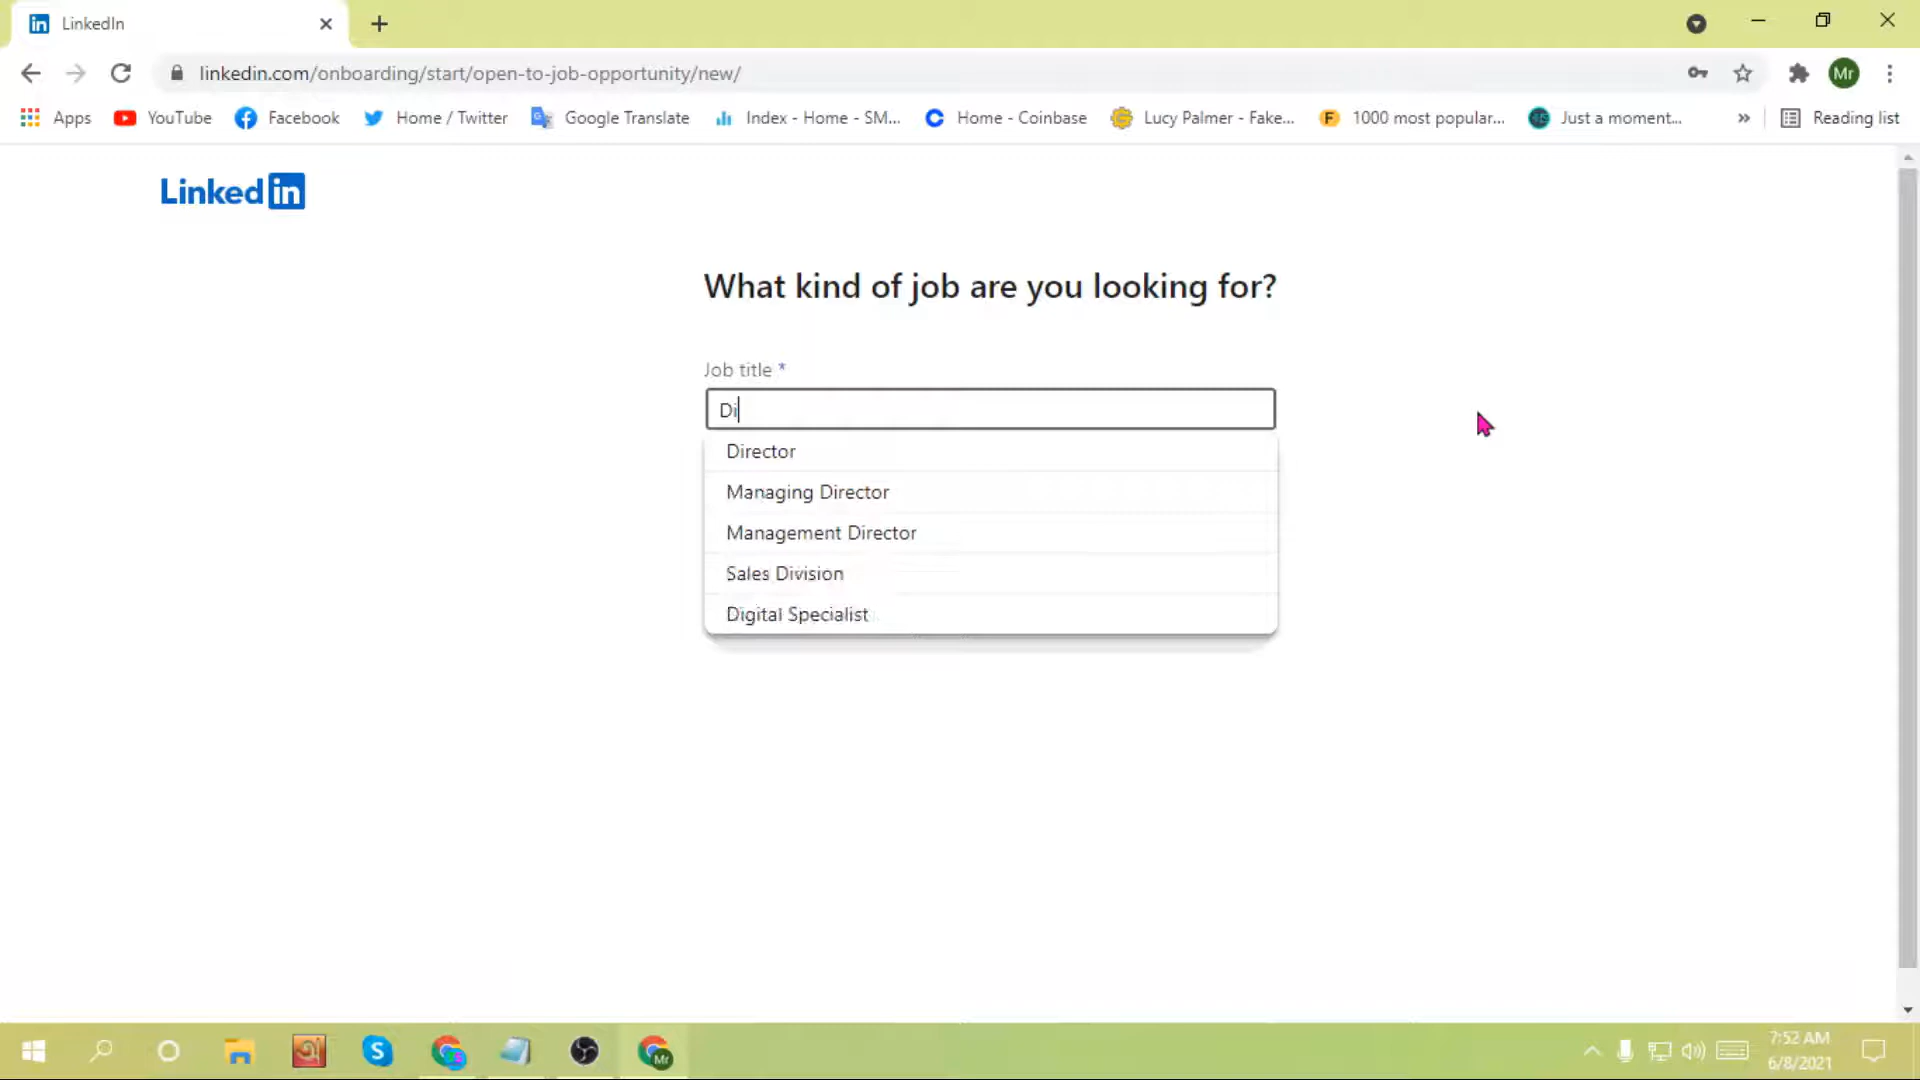 LinkedIn
linkedin.com/onboarding/start/open-to-job-opportunity/new/
Mr
Apps YouTube Facebook Home / Twitter Google Translate Index - Home - SM... Home - Coinbase Lucy Palmer - Fake... 1000 most popular... Just a moment... » Reading list
Linked in
What kind of job are you looking for?
Job title *
Di
Director
Managing Director
Management Director
Sales Division
Digital Specialist
7:52 AM
6/8/2021